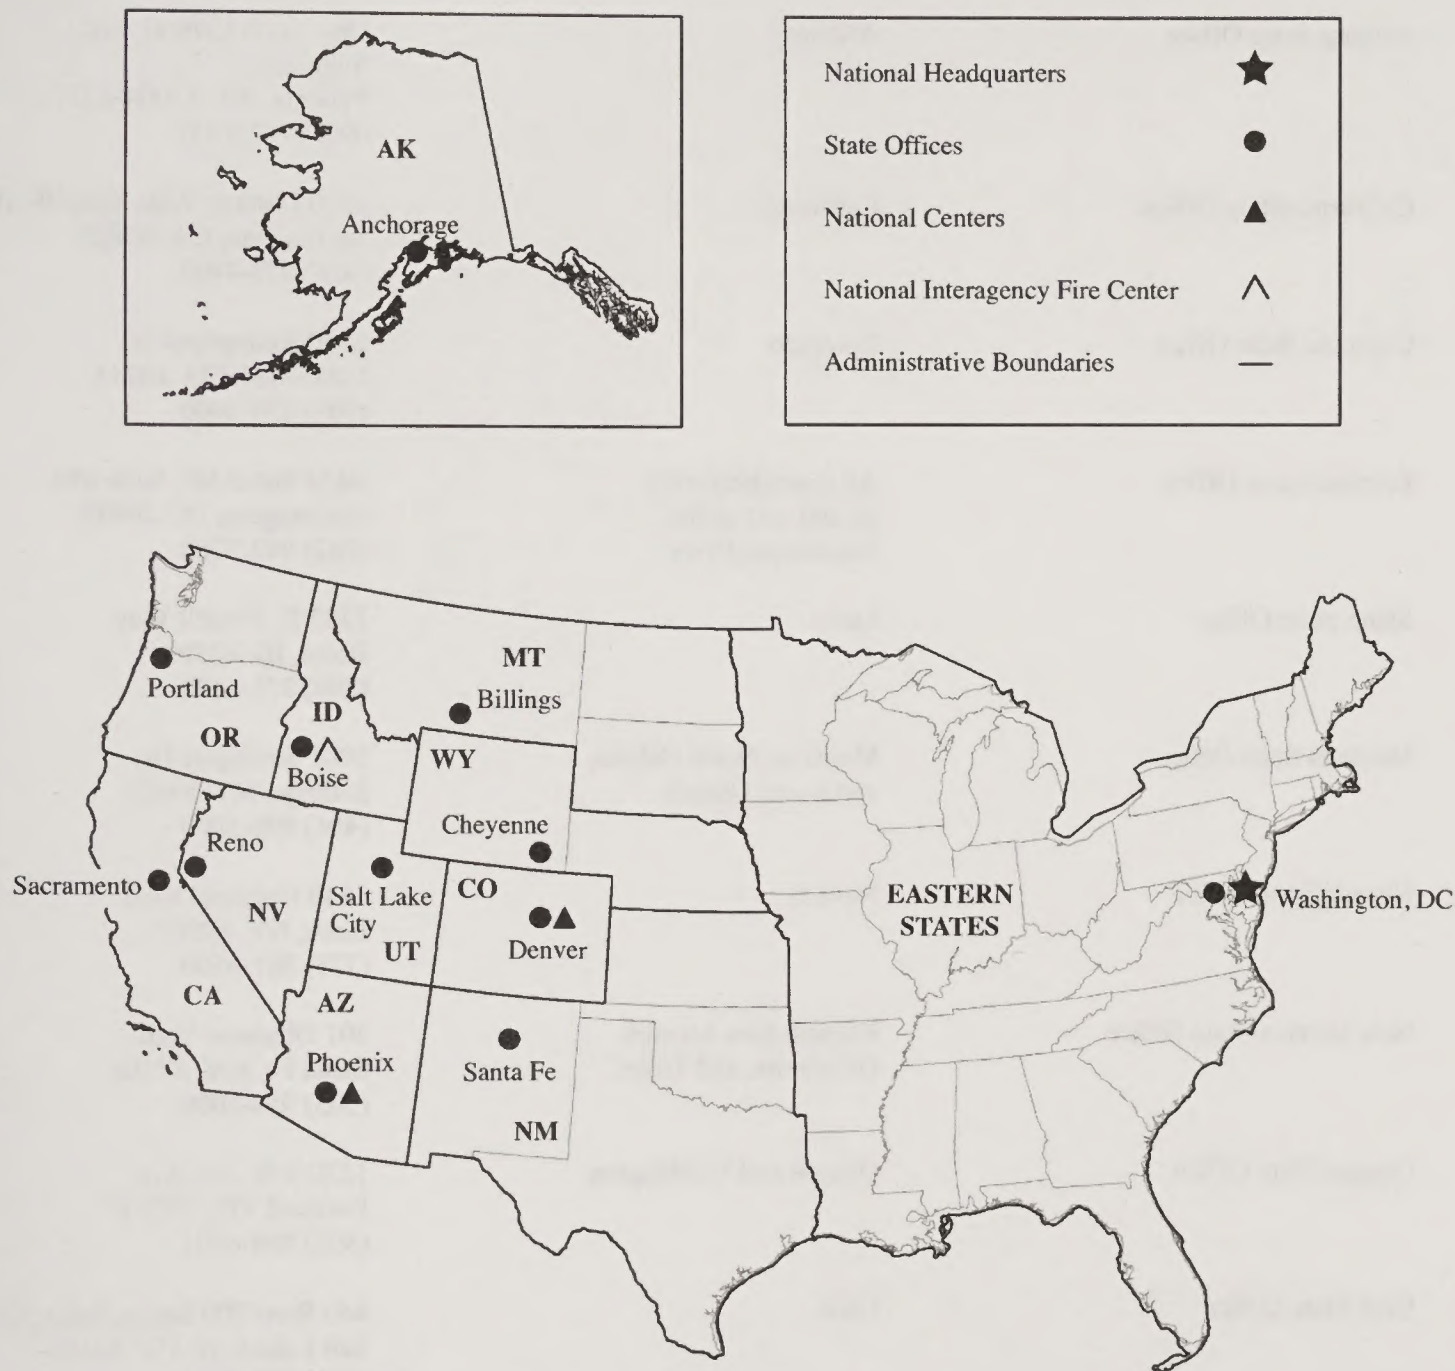 AK
Anchorage
National Headquarters
State Offices
National Centers
National Interagency Fire Center
Administrative Boundaries
MT
Billings
Portland
OR
ID
Boise
WY
Cheyenne
Reno
Sacramento
NV
Salt Lake
City
UT
CO
Denver
CA
AZ
Phoenix
Santa Fe
NM
EASTERN
STATES
Washington, DC